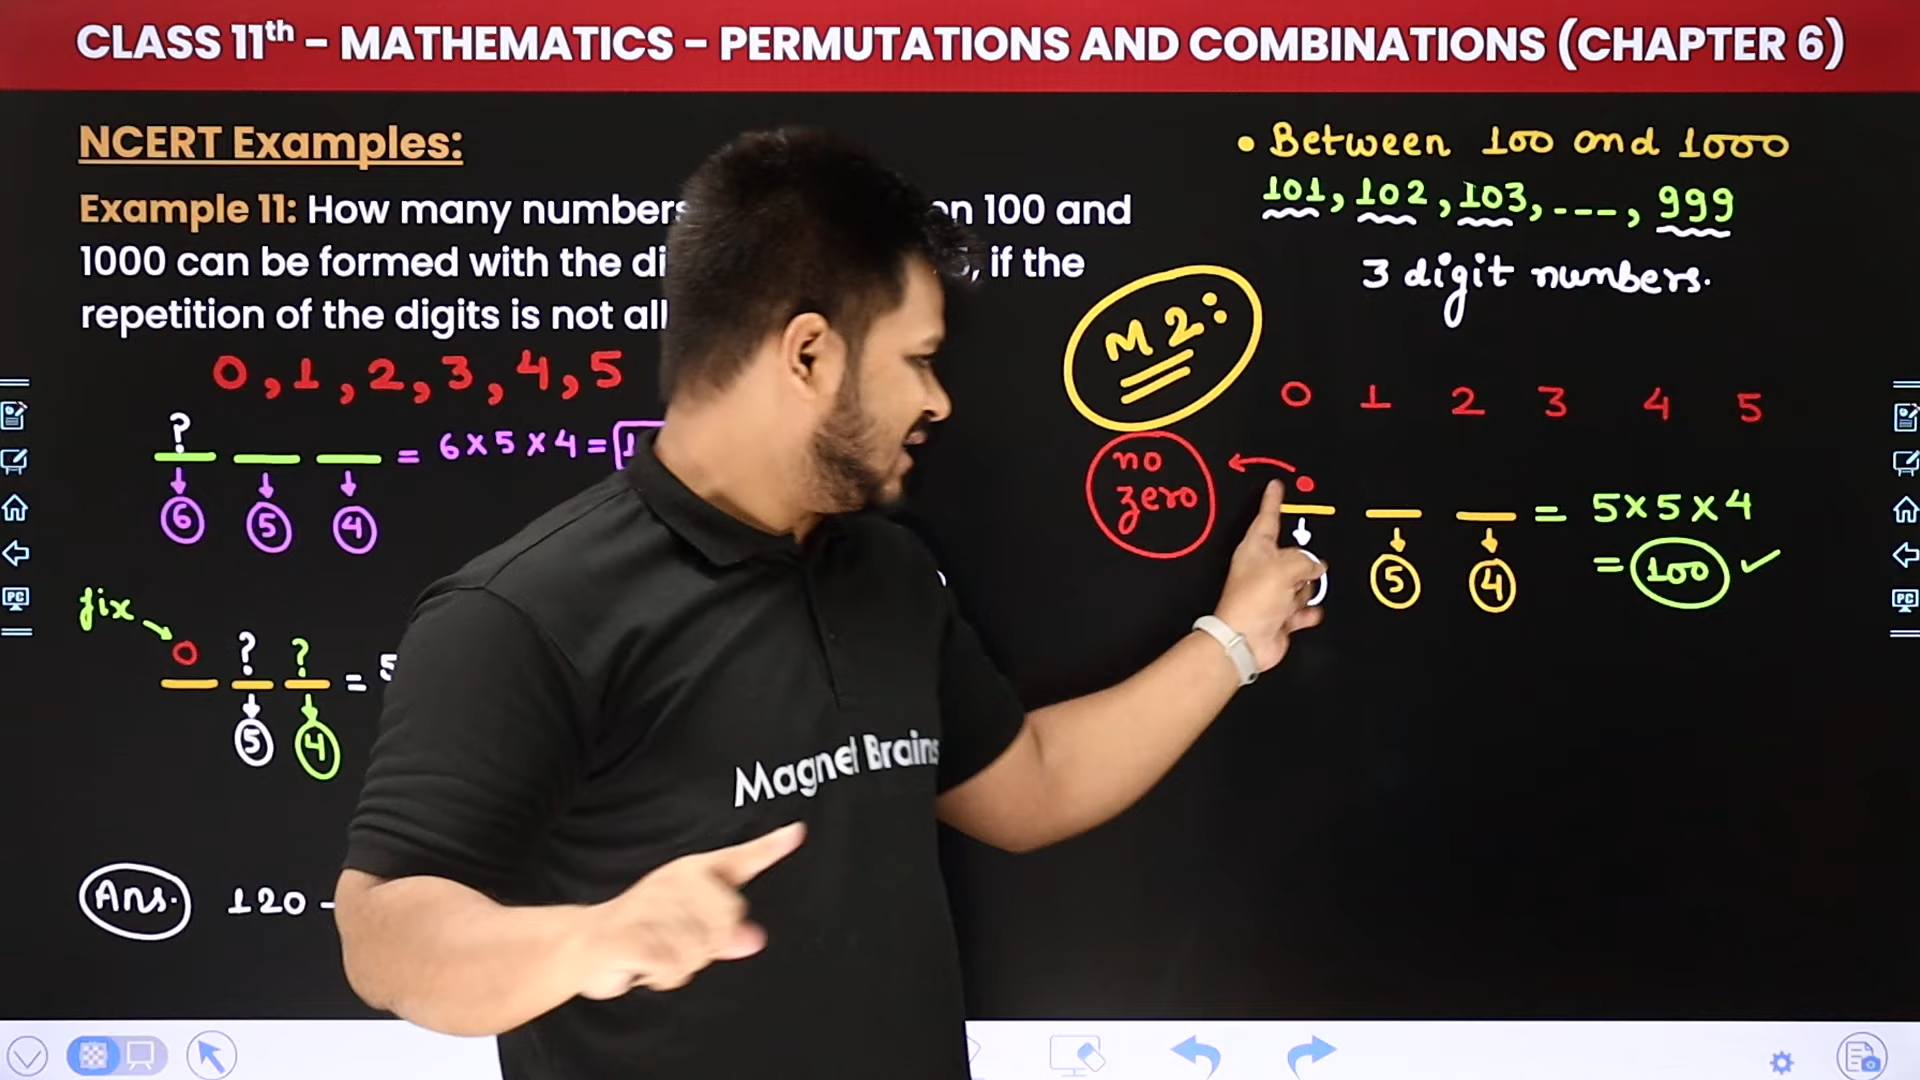 CLASS 11th - MATHEMATICS - PERMUTATIONS AND COMBINATIONS (CHAPTER 6)
NCERT Examples:
Example 11: How many numbers 100 and
1000 can be formed with the if the
repetition of the digits is not
0, 1, 2, 3, 4, 5
?
= 6 × 5 × 4 =
6 5 4
fix
0 ? ? =
5 4
Ans. 120 -
• Between 100 and 1000
101, 102, 103, ---, 999
3 digit numbers.
M 2:
0 1 2 3 4 5
no
zero
= 5 × 5 × 4
5 4
= 100 ✓
Magnet Brains
PC
PC